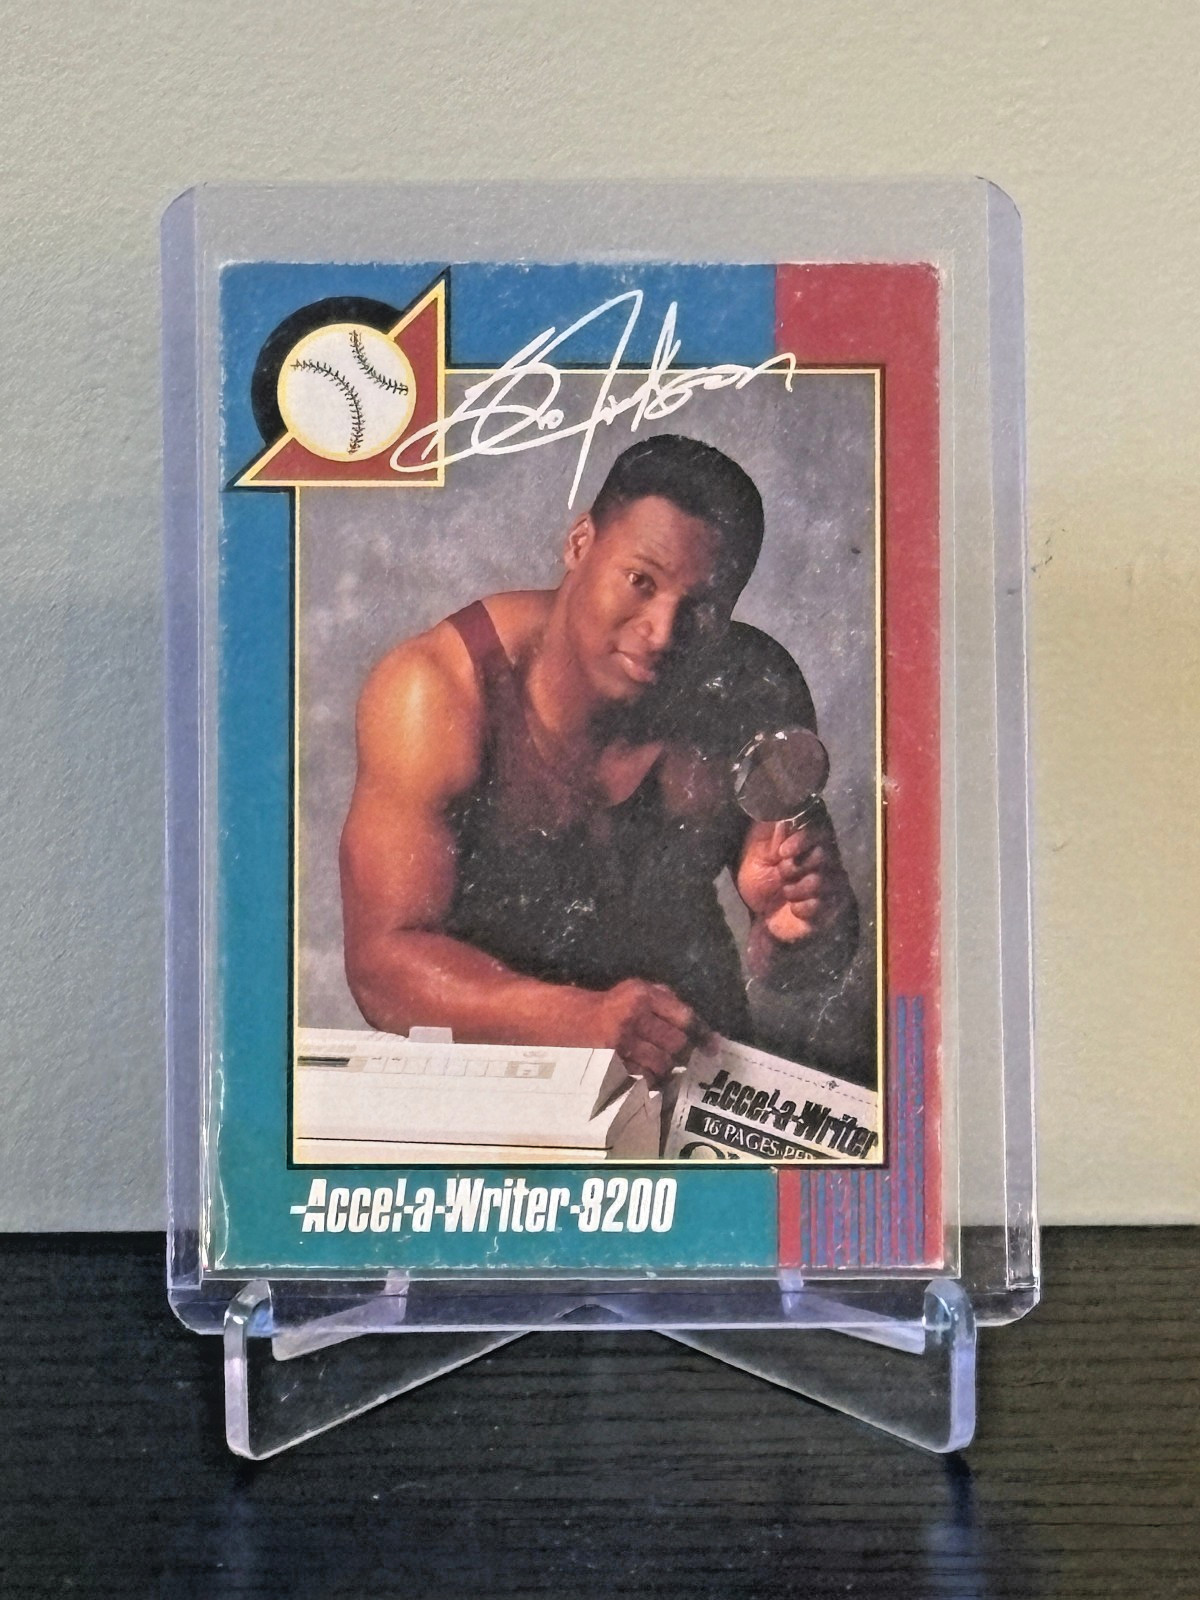 Bo Jackson
Accel-a-Writer
16 PAGES PER
Accel-a-Writer 8200